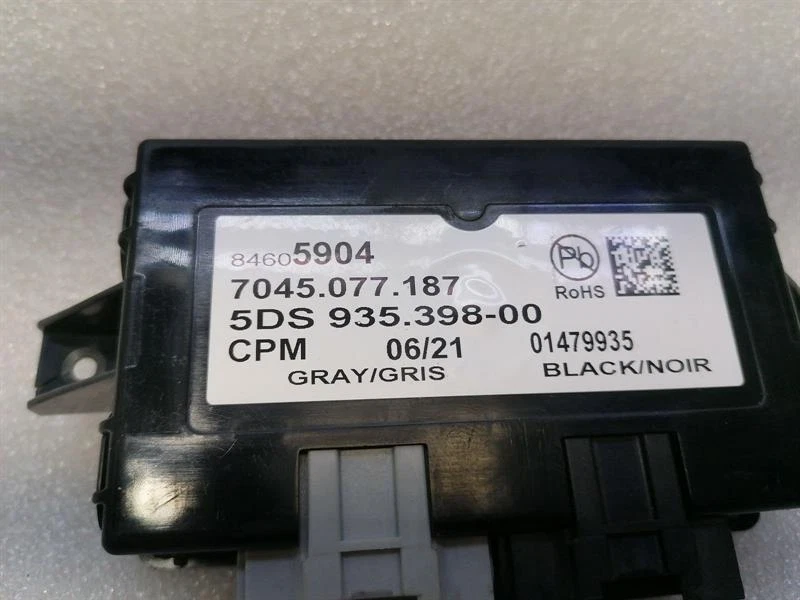 84605904
7045.077.187
5DS 935.398-00
CPM 06/21 01479935
GRAY/GRIS BLACK/NOIR
Pb
RoHS